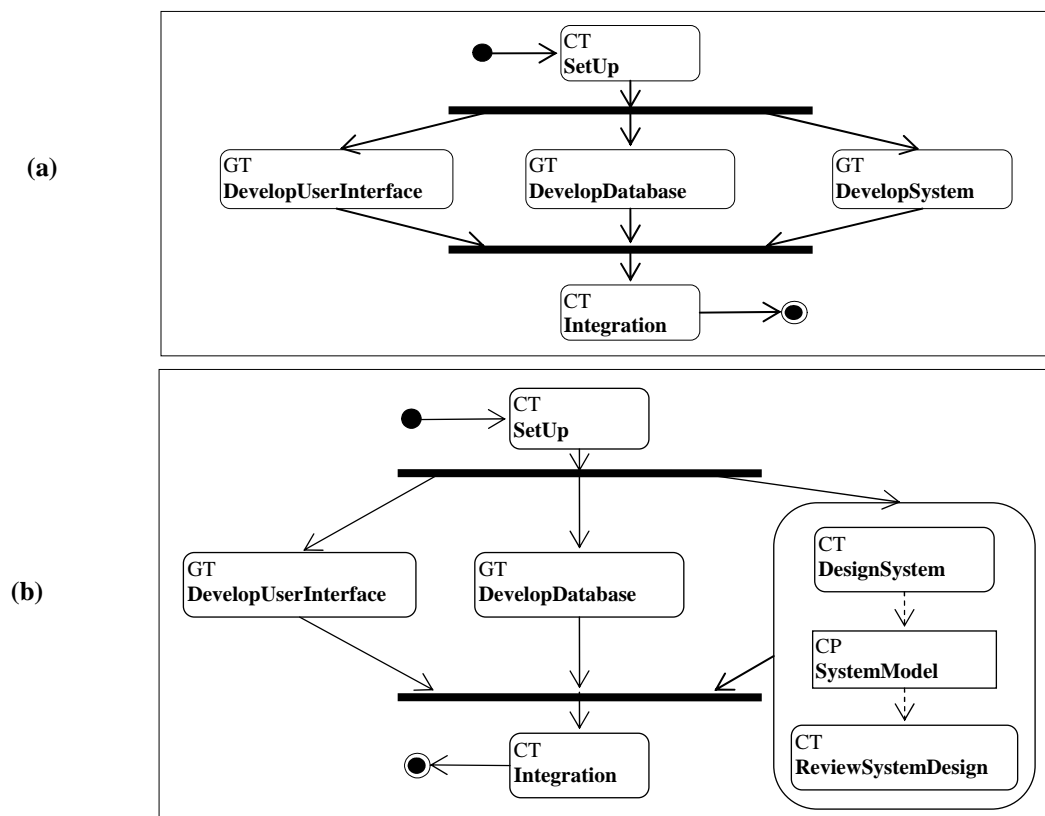 (a)
CT
SetUp
GT
DevelopUserInterface
GT
DevelopDatabase
GT
DevelopSystem
CT
Integration
(b)
CT
SetUp
GT
DevelopUserInterface
GT
DevelopDatabase
CT
DesignSystem
CP
SystemModel
CT
ReviewSystemDesign
CT
Integration